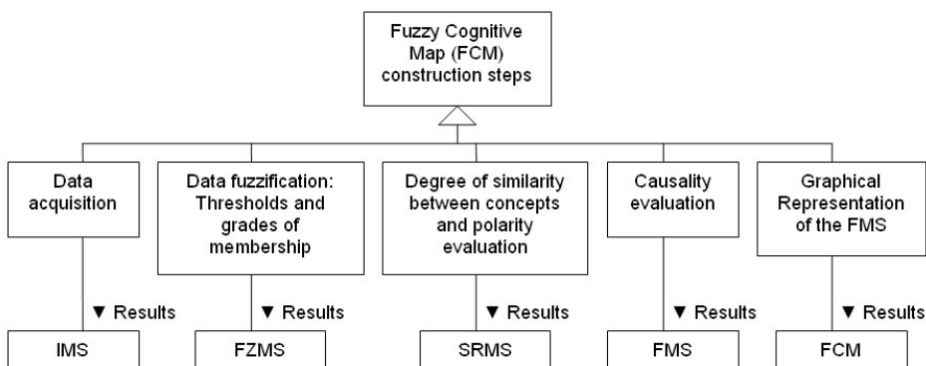 Fuzzy Cognitive
Map (FCM)
construction steps
Data
acquisition
Data fuzzification:
Thresholds and
grades of
membership
Degree of similarity
between concepts
and polarity
evaluation
Causality
evaluation
Graphical
Representation
of the FMS
▼ Results
▼ Results
▼ Results
▼ Results
▼ Results
IMS
FZMS
SRMS
FMS
FCM